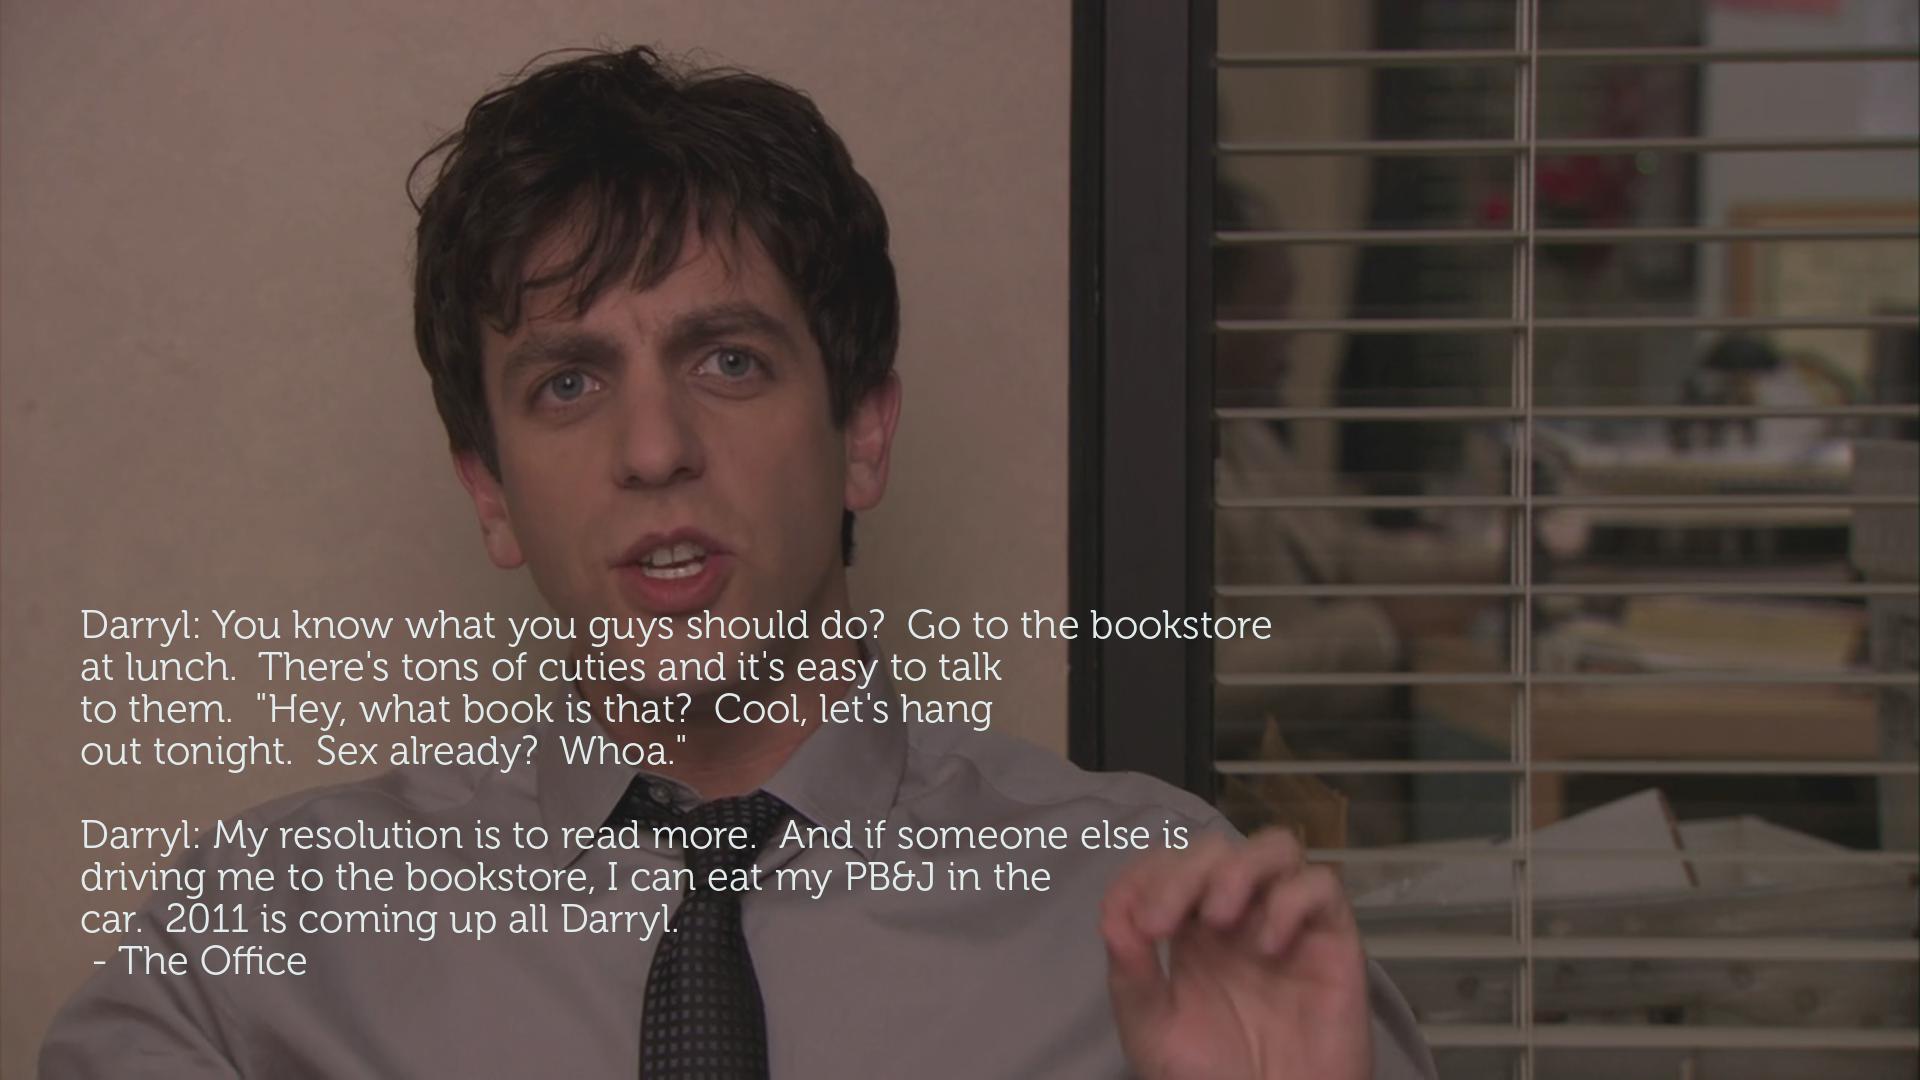 Darryl: You know what you guys should do?  Go to the bookstore
at lunch.  There's tons of cuties and it's easy to talk
to them.  "Hey, what book is that?  Cool, let's hang
out tonight.  Sex already?  Whoa."

Darryl: My resolution is to read more.  And if someone else is
driving me to the bookstore, I can eat my PB&J in the
car.  2011 is coming up all Darryl.
- The Office